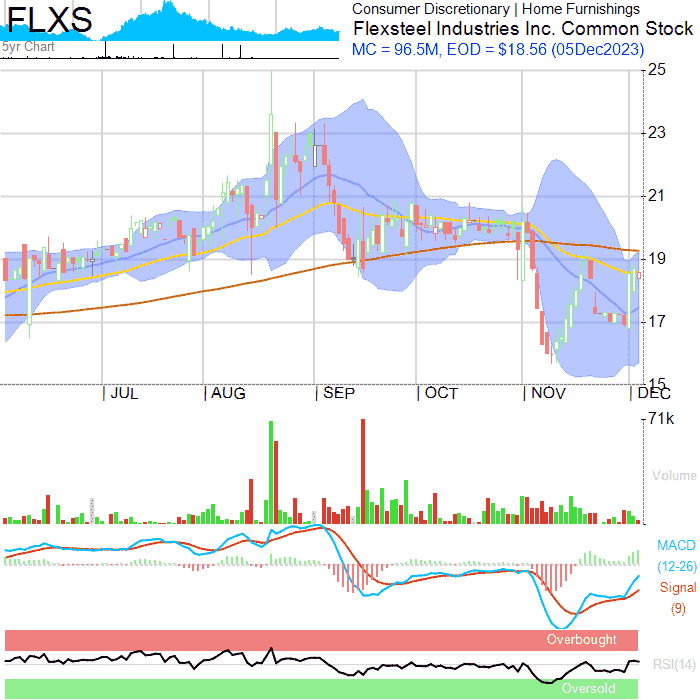 FLXS
Consumer Discretionary | Home Furnishings
Flexsteel Industries Inc. Common Stock
MC = 96.5M, EOD = $18.56 (05Dec2023)
5yr Chart
25
23
21
19
17
15
JUL
AUG
SEP
OCT
NOV
DEC
71k
Volume
MACD
(12-26)
Signal
(9)
Overbought
RSI(14)
Oversold